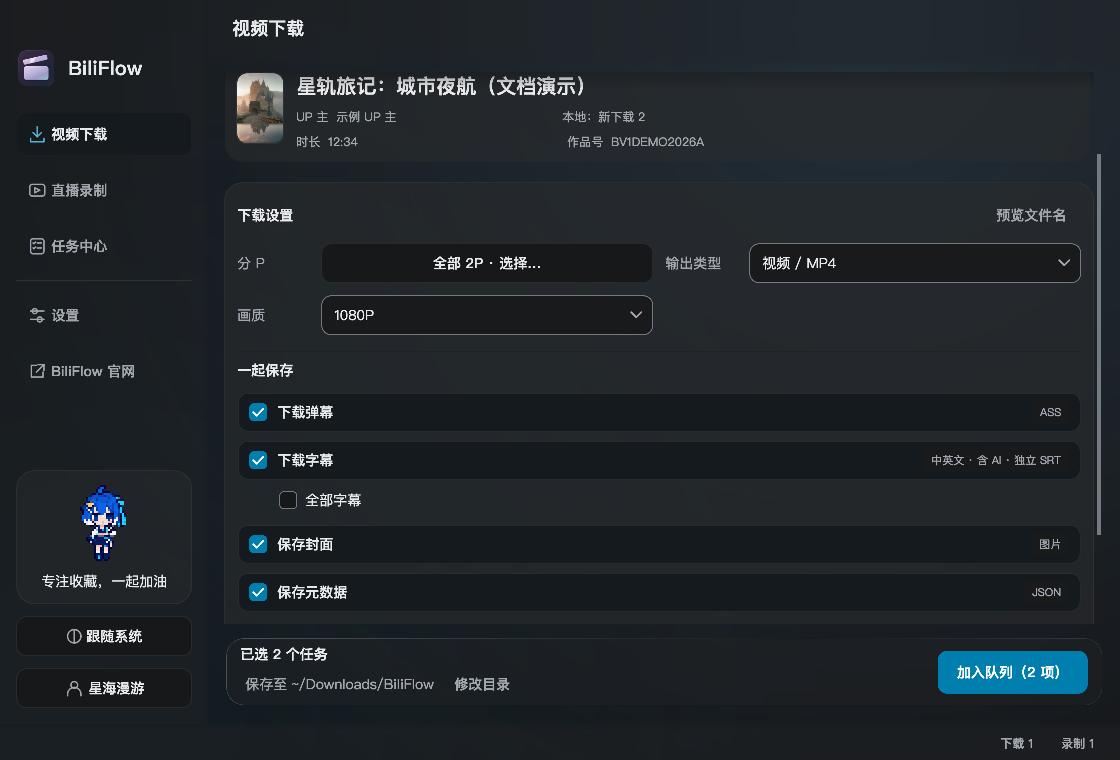 视频下载
BiliFlow
视频下载
直播录制
任务中心
设置
BiliFlow 官网
专注收藏，一起加油
跟随系统
星海漫游
星轨旅记：城市夜航（文档演示）
UP 主 示例 UP 主
本地：新下载 2
时长 12:34
作品号 BV1DEMO2026A
下载设置
预览文件名
分 P
全部 2P · 选择...
输出类型
视频 / MP4
画质
1080P
一起保存
下载弹幕
ASS
下载字幕
中英文 · 含 AI · 独立 SRT
全部字幕
保存封面
图片
保存元数据
JSON
已选 2 个任务
保存至 ~/Downloads/BiliFlow
修改目录
加入队列（2 项）
下载 1
录制 1